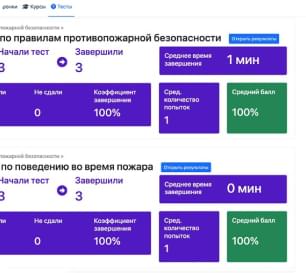 Курсы Тесты
пожарной безопасности »
по правилам противопожарной безопасности Открыть результаты
Начали тест Завершили
3 3
Среднее время завершения 1 мин
Не сдали Коэффициент завершения
0 100%
Сред. количество попыток
1
Средний балл
100%
пожарной безопасности »
по поведению во время пожара Открыть результаты
Начали тест Завершили
3 3
Среднее время завершения 0 мин
Не сдали Коэффициент завершения
0 100%
Сред. количество попыток
1
Средний балл
100%